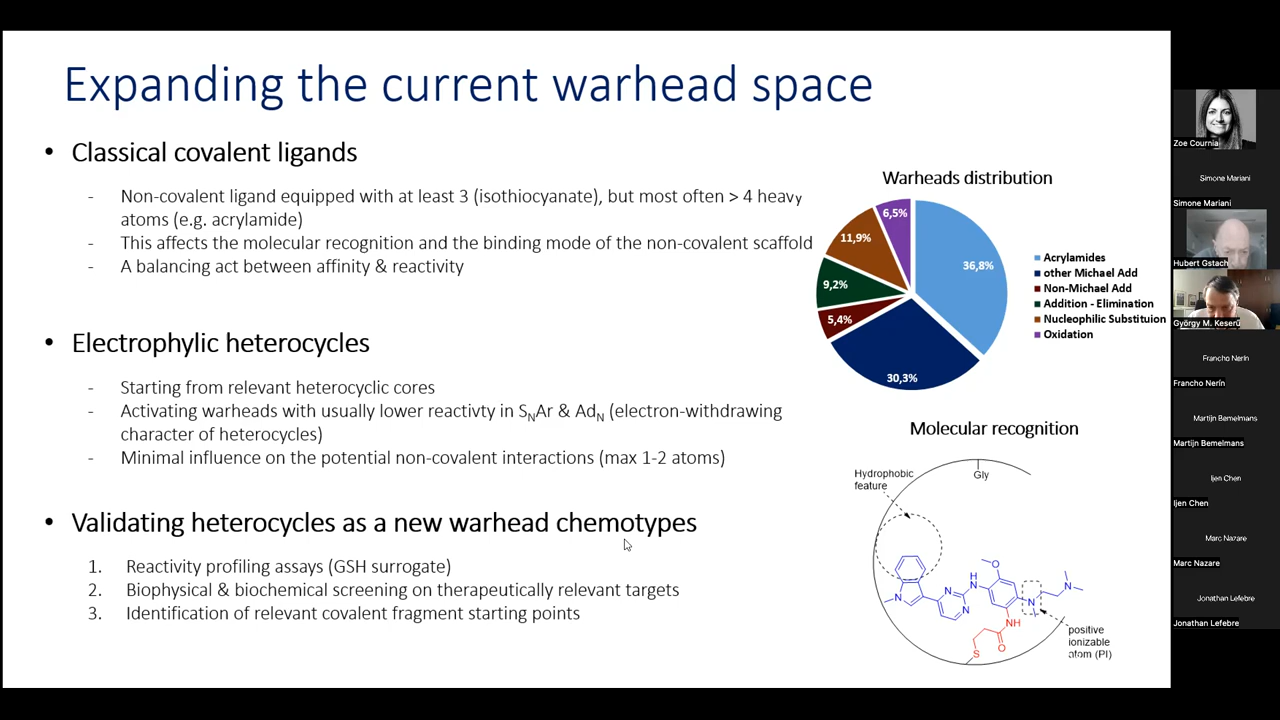 Expanding the current warhead space
• Classical covalent ligands
- Non-covalent ligand equipped with at least 3 (isothiocyanate), but most often > 4 heavy
atoms (e.g. acrylamide)
- This affects the molecular recognition and the binding mode of the non-covalent scaffold
- A balancing act between affinity & reactivity
• Electrophylic heterocycles
- Starting from relevant heterocyclic cores
- Activating warheads with usually lower reactivty in SNAr & AdN (electron-withdrawing
character of heterocycles)
- Minimal influence on the potential non-covalent interactions (max 1-2 atoms)
• Validating heterocycles as a new warhead chemotypes
1. Reactivity profiling assays (GSH surrogate)
2. Biophysical & biochemical screening on therapeutically relevant targets
3. Identification of relevant covalent fragment starting points
Warheads distribution
6,5%
11,9%
36,8%
9,2%
5,4%
30,3%
Acrylamides
other Michael Add
Non-Michael Add
Addition - Elimination
Nucleophilic Substituion
Oxidation
Molecular recognition
Hydrophobic
feature
Gly
O
H
N
N
N
N
N
N
NH
O
S
positive
ionizable
atom (PI)
Zoe Cournia
Simone Mariani
Simone Mariani
Hubert Gstach
György M. Keserű
Francho Nerín
Francho Nerín
Martijn Bemelmans
Martijn Bemelmans
Ijen Chen
Ijen Chen
Marc Nazare
Marc Nazare
Jonathan Lefebre
Jonathan Lefebre